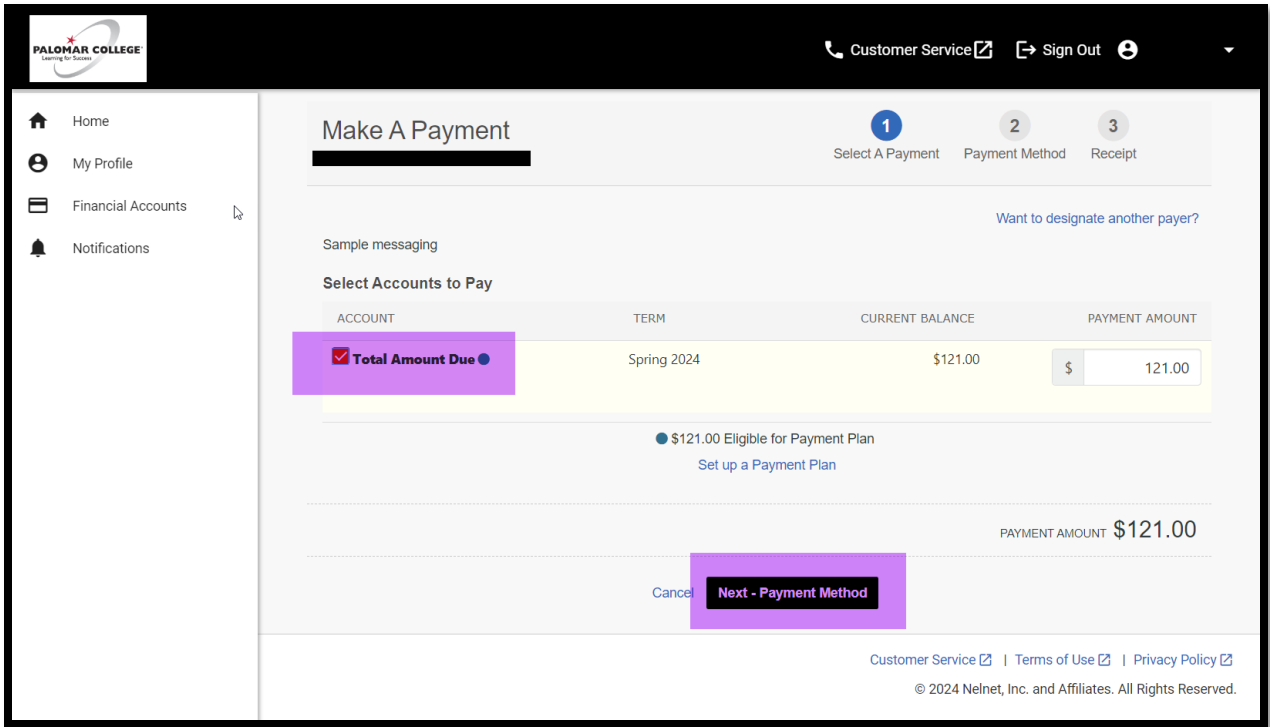 PALOMAR COLLEGE
Learning for Success
Customer Service
Sign Out
Home
My Profile
Financial Accounts
Notifications
Make A Payment
1
Select A Payment
2
Payment Method
3
Receipt
Want to designate another payer?
Sample messaging
Select Accounts to Pay
ACCOUNT TERM CURRENT BALANCE PAYMENT AMOUNT
Total Amount Due Spring 2024 $121.00 $ 121.00
$121.00 Eligible for Payment Plan
Set up a Payment Plan
PAYMENT AMOUNT $121.00
Cancel Next - Payment Method
Customer Service | Terms of Use | Privacy Policy
© 2024 Nelnet, Inc. and Affiliates. All Rights Reserved.